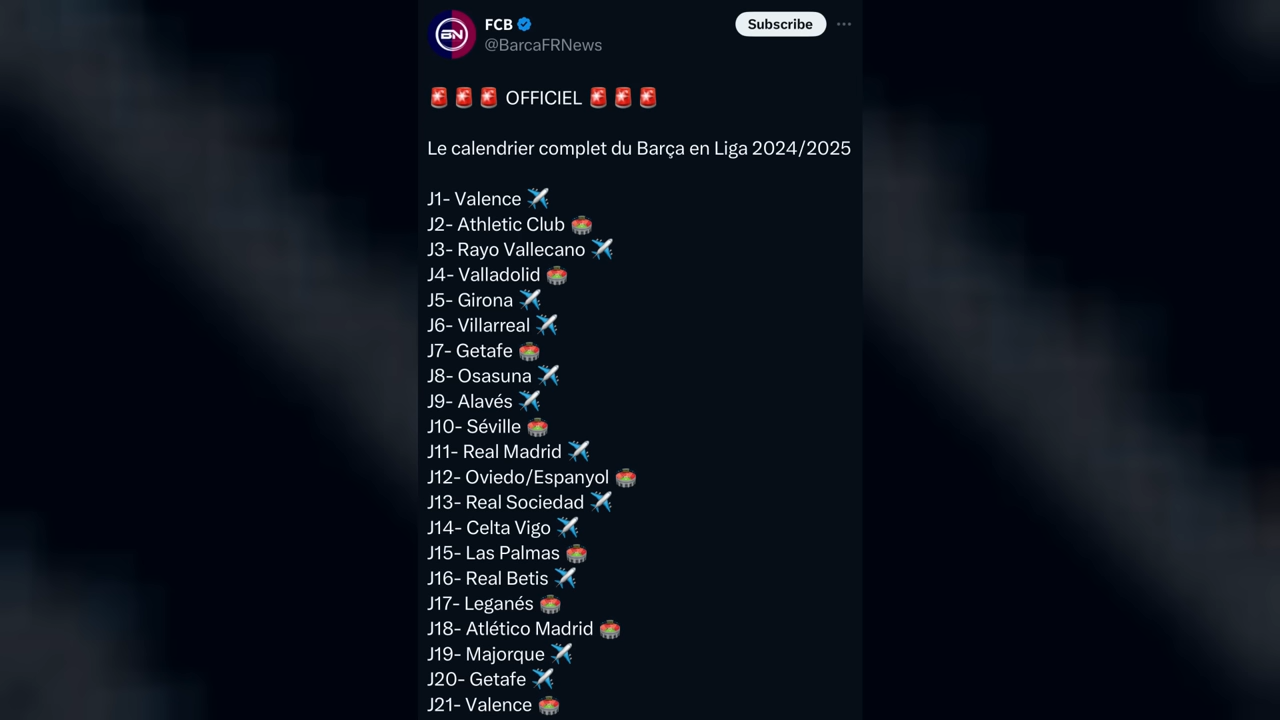 FCB
Subscribe
@BarcaFRNews
BN
🚨 🚨 🚨 OFFICIEL 🚨 🚨 🚨
Le calendrier complet du Barça en Liga 2024/2025
J1- Valence ✈️
J2- Athletic Club 🏟️
J3- Rayo Vallecano ✈️
J4- Valladolid 🏟️
J5- Girona ✈️
J6- Villarreal ✈️
J7- Getafe 🏟️
J8- Osasuna ✈️
J9- Alavés ✈️
J10- Séville 🏟️
J11- Real Madrid ✈️
J12- Oviedo/Espanyol 🏟️
J13- Real Sociedad ✈️
J14- Celta Vigo ✈️
J15- Las Palmas 🏟️
J16- Real Betis ✈️
J17- Leganés 🏟️
J18- Atlético Madrid 🏟️
J19- Majorque ✈️
J20- Getafe ✈️
J21- Valence 🏟️